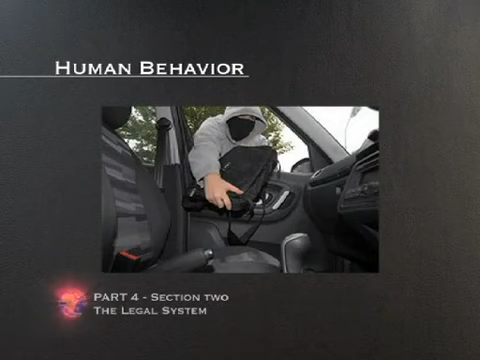 Human Behavior
Part 4 - Section two
The Legal System